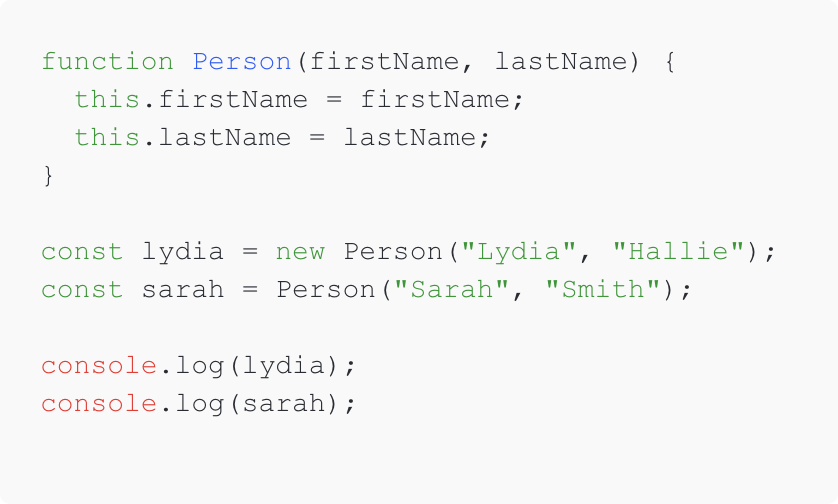 function Person(firstName, lastName) {
  this.firstName = firstName;
  this.lastName = lastName;
}
const lydia = new Person("Lydia", "Hallie");
const sarah = Person("Sarah", "Smith");
console.log(lydia);
console.log(sarah);